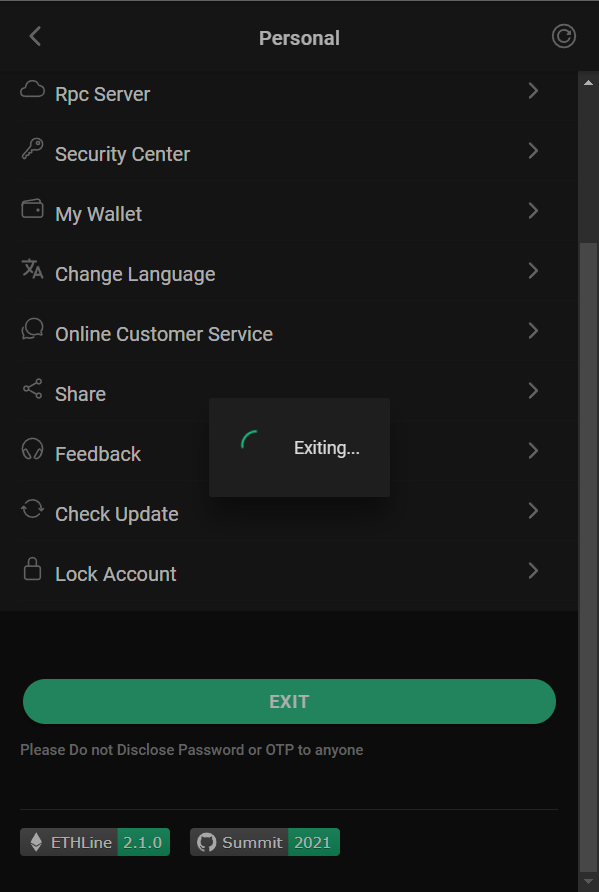 Personal
Rpc Server
Security Center
My Wallet
Change Language
Online Customer Service
Share
Exiting...
Feedback
Check Update
Lock Account
EXIT
Please Do not Disclose Password or OTP to anyone
ETHLine 2.1.0 Summit 2021